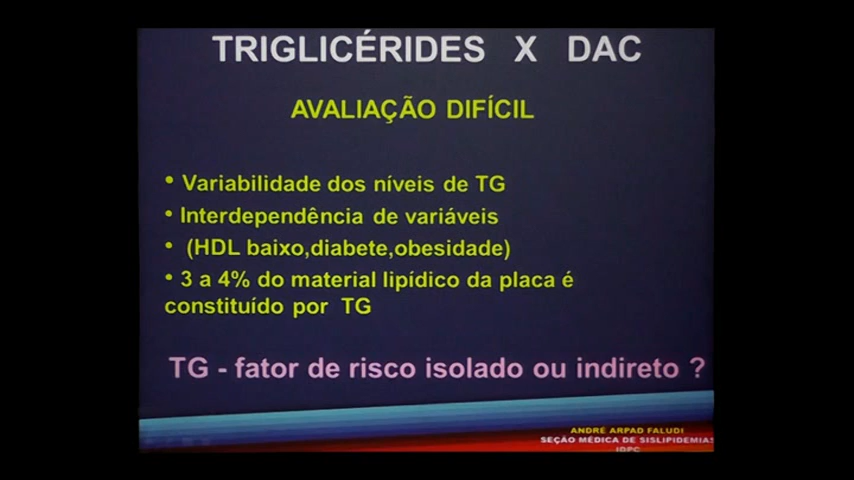 TRIGLICÉRIDES X DAC
AVALIAÇÃO DIFÍCIL
• Variabilidade dos níveis de TG
• Interdependência de variáveis
• (HDL baixo,diabete,obesidade)
• 3 a 4% do material lipídico da placa é
constituído por TG
TG - fator de risco isolado ou indireto ?
ANDRÉ ARPAD FALUDI
SEÇÃO MÉDICA DE SISLIPIDEMIAS
IDPC